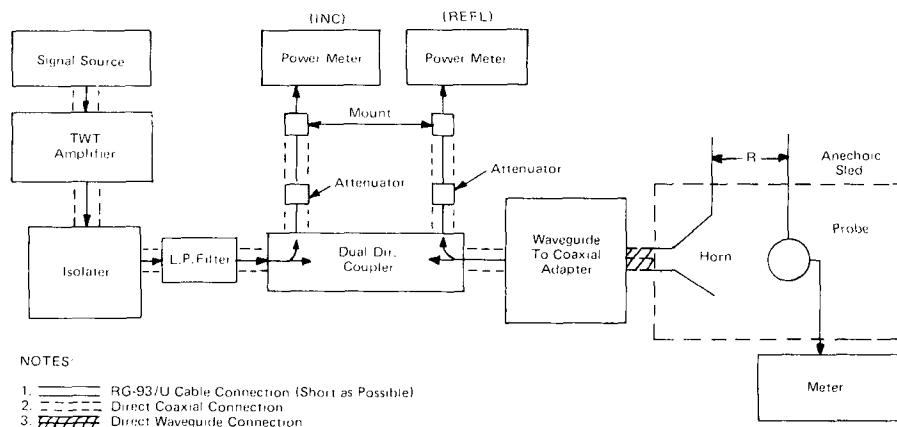 (INC)
(REFL)
Signal Source
Power Meter
Power Meter
TWT
Amplifier
Mount
Attenuator
Attenuator
R
Anechoic
Sled
Isolater
L.P. Filter
Dual Dir.
Coupler
Waveguide
To Coaxial
Adapter
Horn
Probe
Meter
NOTES:
1. RG-93/U Cable Connection (Short as Possible)
2. Direct Coaxial Connection
3. Direct Waveguide Connection